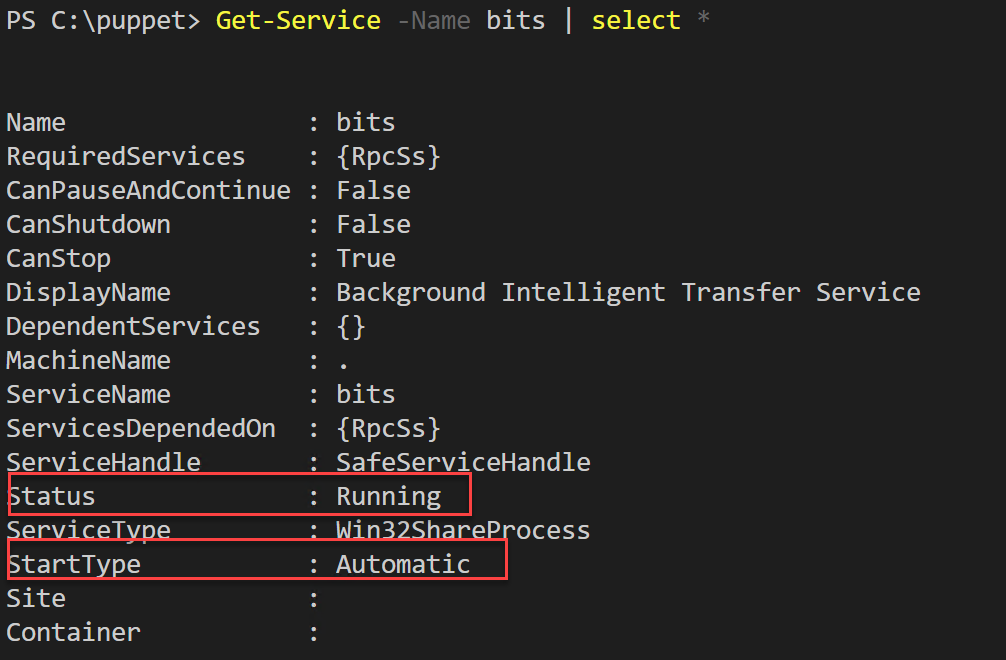 PS C:\puppet> Get-Service -Name bits | select *
Name                : bits
RequiredServices    : {RpcSs}
CanPauseAndContinue : False
CanShutdown         : False
CanStop             : True
DisplayName         : Background Intelligent Transfer Service
DependentServices   : {}
MachineName         : .
ServiceName         : bits
ServicesDependedOn  : {RpcSs}
ServiceHandle       : SafeServiceHandle
Status              : Running
ServiceType         : Win32ShareProcess
StartType           : Automatic
Site                :
Container           :